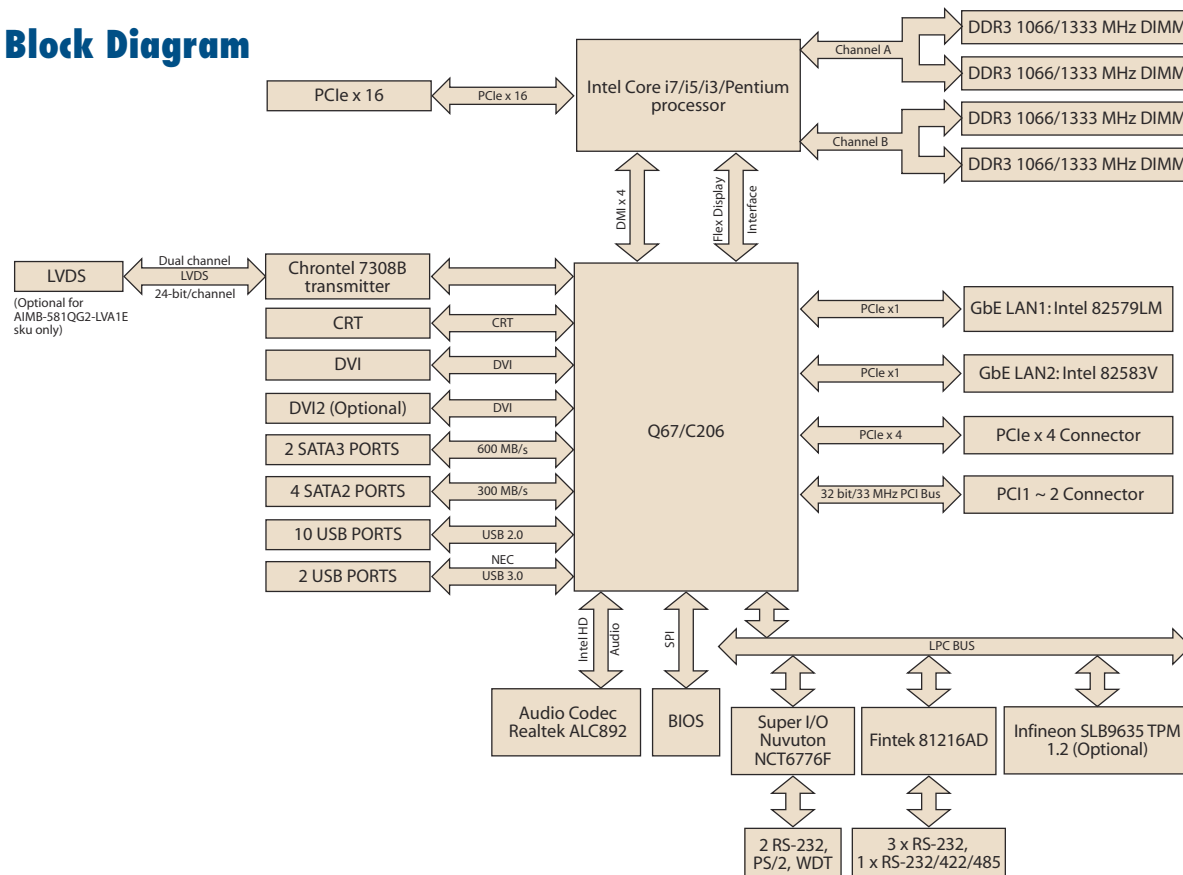 Block Diagram
DDR3 1066/1333 MHz DIMM
Channel A
DDR3 1066/1333 MHz DIMM
Intel Core i7/i5/i3/Pentium
processor
PCIe x 16
PCIe x 16
DDR3 1066/1333 MHz DIMM
Channel B
DDR3 1066/1333 MHz DIMM
DMI x 4
Flex Display
Interface
LVDS
Dual channel
LVDS
24-bit/channel
(Optional for
AIMB-581QG2-LVA1E
sku only)
Chrontel 7308B
transmitter
CRT
CRT
DVI
DVI
DVI2 (Optional)
DVI
2 SATA3 PORTS
600 MB/s
4 SATA2 PORTS
300 MB/s
10 USB PORTS
USB 2.0
2 USB PORTS
NEC
USB 3.0
Q67/C206
PCIe x1
GbE LAN1: Intel 82579LM
PCIe x1
GbE LAN2: Intel 82583V
PCIe x 4
PCIe x 4 Connector
32 bit/33 MHz PCI Bus
PCI1 ~ 2 Connector
Intel HD
Audio
SPI
LPC BUS
Audio Codec
Realtek ALC892
BIOS
Super I/O
Nuvuton
NCT6776F
Fintek 81216AD
Infineon SLB9635 TPM
1.2 (Optional)
2 RS-232,
PS/2, WDT
3 x RS-232,
1 x RS-232/422/485